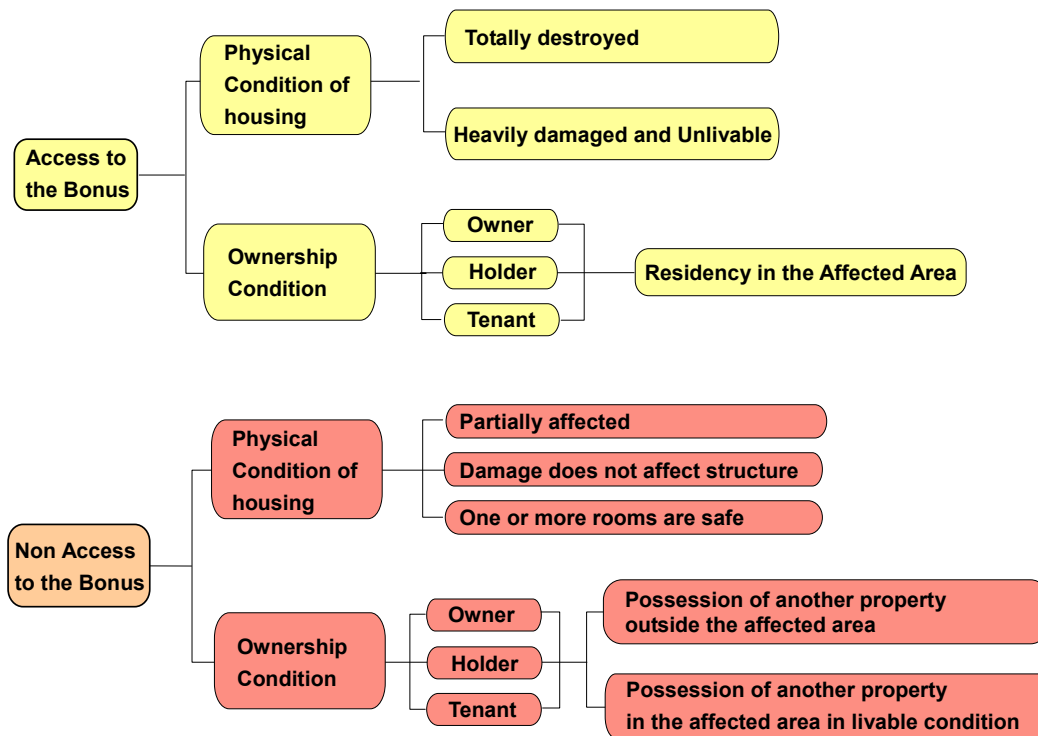 Access to
the Bonus
Physical
Condition of
housing
Totally destroyed
Heavily damaged and Unlivable
Ownership
Condition
Owner
Holder
Tenant
Residency in the Affected Area
Non Access
to the Bonus
Physical
Condition of
housing
Partially affected
Damage does not affect structure
One or more rooms are safe
Ownership
Condition
Owner
Holder
Tenant
Possession of another property
outside the affected area
Possession of another property
in the affected area in livable condition